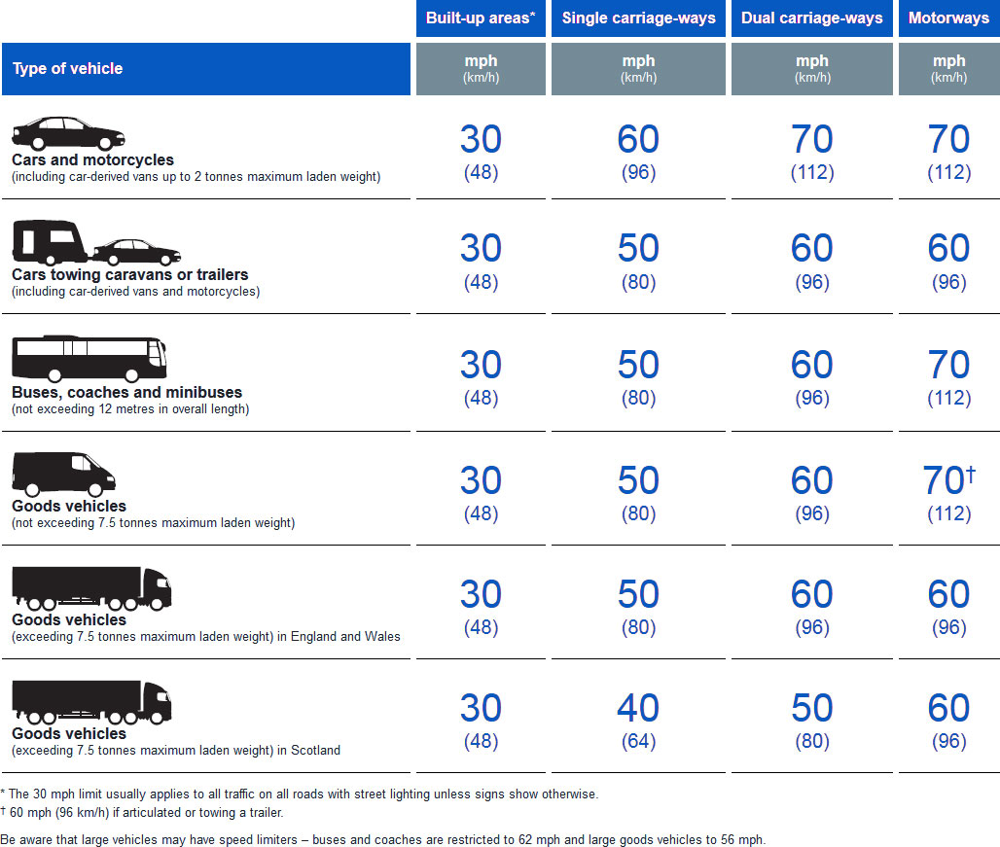 Built-up areas* Single carriage-ways Dual carriage-ways Motorways
Type of vehicle mph mph mph mph
(km/h) (km/h) (km/h) (km/h)
30 60 70 70
Cars and motorcycles
(including car-derived vans up to 2 tonnes maximum laden weight) (48) (96) (112) (112)
30 50 60 60
Cars towing caravans or trailers
(including car-derived vans and motorcycles) (48) (80) (96) (96)
30 50 60 70
Buses, coaches and minibuses
(not exceeding 12 metres in overall length) (48) (80) (96) (112)
30 50 60 70†
Goods vehicles
(not exceeding 7.5 tonnes maximum laden weight) (48) (80) (96) (112)
30 50 60 60
Goods vehicles
(exceeding 7.5 tonnes maximum laden weight) in England and Wales (48) (80) (96) (96)
30 40 50 60
Goods vehicles
(exceeding 7.5 tonnes maximum laden weight) in Scotland (48) (64) (80) (96)
* The 30 mph limit usually applies to all traffic on all roads with street lighting unless signs show otherwise.
† 60 mph (96 km/h) if articulated or towing a trailer.
Be aware that large vehicles may have speed limiters – buses and coaches are restricted to 62 mph and large goods vehicles to 56 mph.